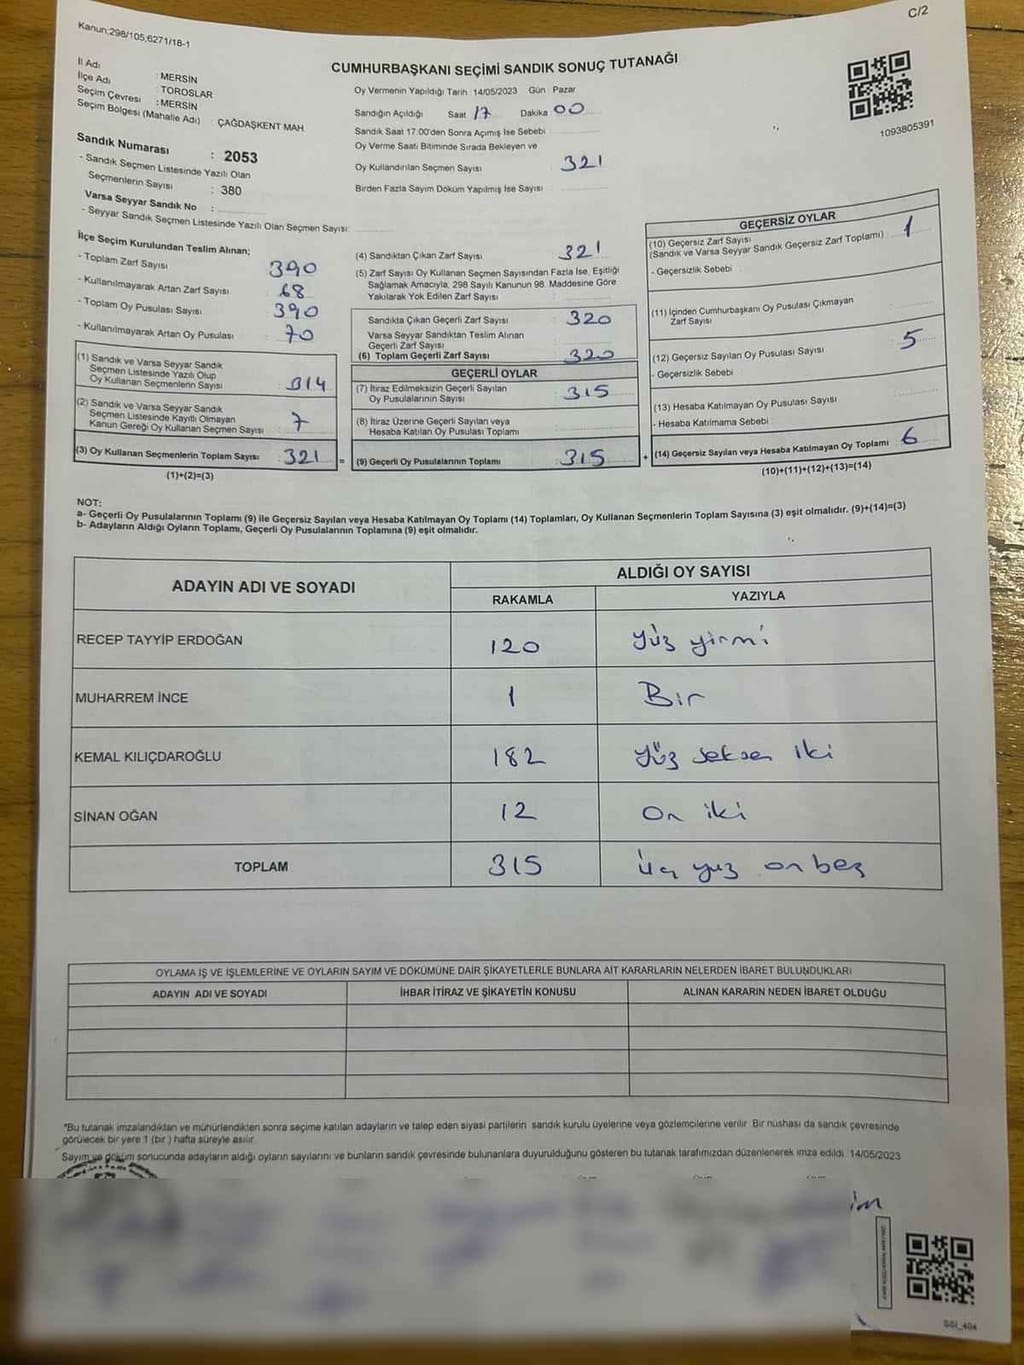 C/2
Kanun;298/105;6271/18-1
CUMHURBAŞKANI SEÇİMİ SANDIK SONUÇ TUTANAĞI
1093805391
İl Adı : MERSİN
İlçe Adı : TOROSLAR
Seçim Çevresi : MERSİN
Seçim Bölgesi (Mahalle Adı) : ÇAĞDAŞKENT MAH.
Sandık Numarası : 2053
- Sandık Seçmen Listesinde Yazılı Olan
Seçmenlerin Sayısı : 380
Varsa Seyyar Sandık No :
- Seyyar Sandık Seçmen Listesinde Yazılı Olan Seçmen Sayısı:
Oy Vermenin Yapıldığı Tarih : 14/05/2023 Gün Pazar
Sandığın Açıldığı Saat 17 Dakika 00
Sandık Saat 17:00'den Sonra Açımış İse Sebebi
Oy Verme Saati Bitiminde Sırada Bekleyen ve
Oy Kullandırılan Seçmen Sayısı 321
Birden Fazla Sayım Döküm Yapılmış İse Sayısı
İlçe Seçim Kurulundan Teslim Alınan;
- Toplam Zarf Sayısı 390
- Kullanılmayarak Artan Zarf Sayısı 68
- Toplam Oy Pusulası Sayısı 390
- Kullanılmayarak Artan Oy Pusulası 70
(1) Sandık ve Varsa Seyyar Sandık
Seçmen Listesinde Yazılı Olup
Oy Kullanan Seçmenlerin Sayısı 314
(2) Sandık ve Varsa Seyyar Sandık
Seçmen Listesinde Kayıtlı Olmayan
Kanun Gereği Oy Kullanan Seçmen Sayısı 7
(3) Oy Kullanan Seçmenlerin Toplam Sayısı: 321 =
(1)+(2)=(3)
(4) Sandıktan Çıkan Zarf Sayısı 321
(5) Zarf Sayısı Oy Kullanan Seçmen Sayısından Fazla İse, Eşitliği
Sağlamak Amacıyla, 298 Sayılı Kanunun 98. Maddesine Göre
Yakılarak Yok Edilen Zarf Sayısı :
Sandıkta Çıkan Geçerli Zarf Sayısı : 320
Varsa Seyyar Sandıktan Teslim Alınan
Geçerli Zarf Sayısı
(6) Toplam Geçerli Zarf Sayısı 320
GEÇERLİ OYLAR
(7) İtiraz Edilmeksizin Geçerli Sayılan
Oy Pusulalarının Sayısı : 315
(8) İtiraz Üzerine Geçerli Sayılan veya
Hesaba Katılan Oy Pusulası Toplamı
(9) Geçerli Oy Pusulalarının Toplamı : 315 +
GEÇERSİZ OYLAR
(10) Geçersiz Zarf Sayısı
(Sandık ve Varsa Seyyar Sandık Geçersiz Zarf Toplamı) 1
- Geçersizlik Sebebi :
(11) İçinden Cumhurbaşkanı Oy Pusulası Çıkmayan
Zarf Sayısı
(12) Geçersiz Sayılan Oy Pusulası Sayısı 5
- Geçersizlik Sebebi :
(13) Hesaba Katılmayan Oy Pusulası Sayısı
- Hesaba Katılmama Sebebi :
(14) Geçersiz Sayılan veya Hesaba Katılmayan Oy Toplamı : 6
(10)+(11)+(12)+(13)=(14)
NOT:
a- Geçerli Oy Pusulalarının Toplamı (9) ile Geçersiz Sayılan veya Hesaba Katılmayan Oy Toplamı (14) Toplamları, Oy Kullanan Seçmenlerin Toplam Sayısına (3) eşit olmalıdır. (9)+(14)=(3)
b- Adayların Aldığı Oyların Toplamı, Geçerli Oy Pusulalarının Toplamına (9) eşit olmalıdır.
ADAYIN ADI VE SOYADI ALDIĞI OY SAYISI
RAKAMLA YAZIYLA
RECEP TAYYİP ERDOĞAN 120 yüz yirmi
MUHARREM İNCE 1 Bir
KEMAL KILIÇDAROĞLU 182 yüz seksen iki
SİNAN OĞAN 12 On iki
TOPLAM 315 üç yuz on beş
OYLAMA İŞ VE İŞLEMLERİNE VE OYLARIN SAYIM VE DÖKÜMÜNE DAİR ŞİKAYETLERLE BUNLARA AİT KARARLARIN NELERDEN İBARET BULUNDUKLARI
ADAYIN ADI VE SOYADI İHBAR İTİRAZ VE ŞİKAYETİN KONUSU ALINAN KARARIN NEDEN İBARET OLDUĞU
"Bu tutanak imzalandıktan ve mühürlendikten sonra seçime katılan adayların ve talep eden siyasi partilerin sandık kurulu üyelerine veya gözlemcilerine verilir. Bir nüshası da sandık çevresinde
görülecek bir yere 1 (bir ) hafta süreyle asılır.
Sayım ve döküm sonucunda adayların aldığı oyların sayılarını ve bunların sandık çevresinde bulunanlara duyurulduğunu gösteren bu tutanak tarafımızdan düzenlenerek imza edildi. 14/05/2023